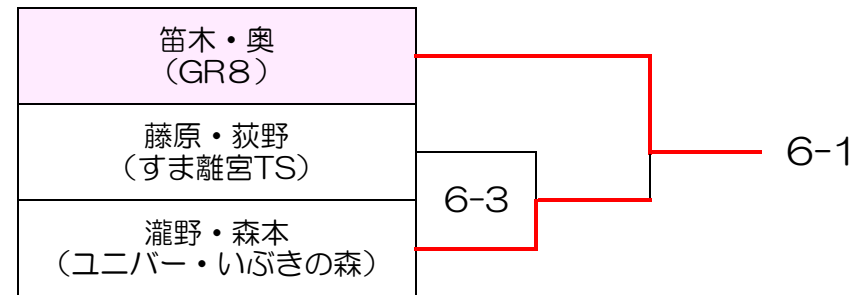 笛木・奥
（GR８）
藤原・荻野
（すま離宮TS）
瀧野・森本
（ユニバー・いぶきの森）
6-3
6-1